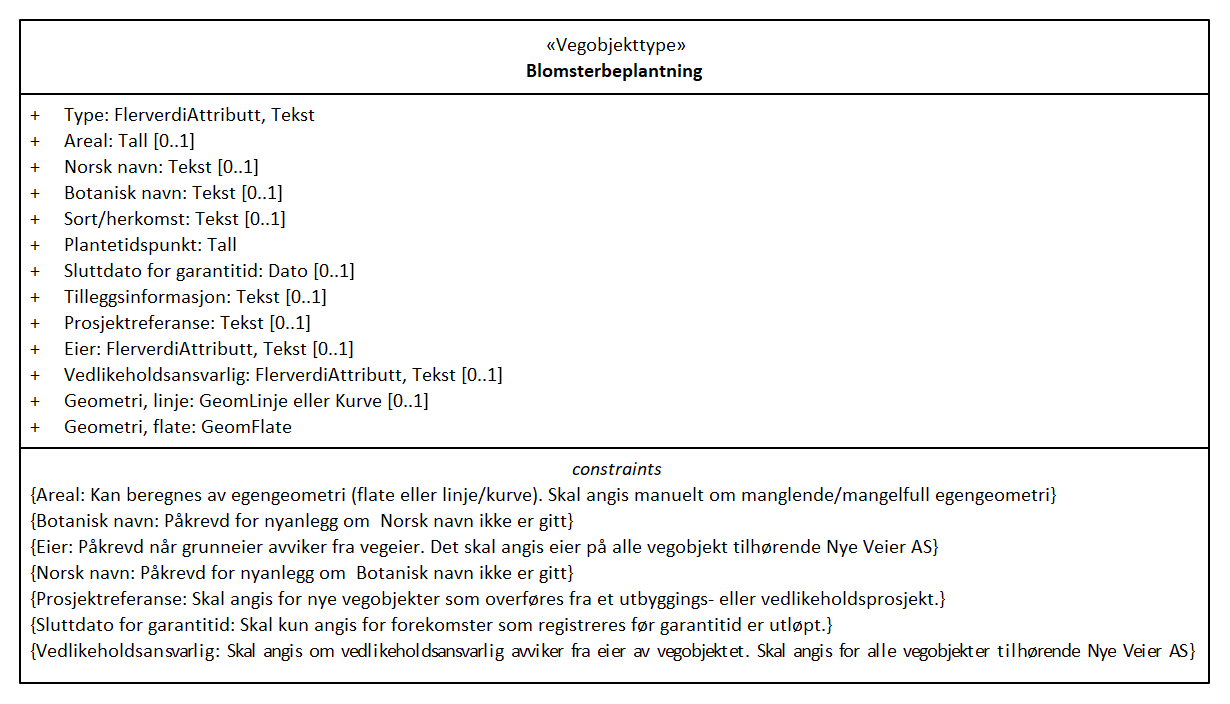 «Vegobjekttype»
Blomsterbeplantning
+ Type: FlerverdiAttributt, Tekst
+ Areal: Tall [0..1]
+ Norsk navn: Tekst [0..1]
+ Botanisk navn: Tekst [0..1]
+ Sort/herkomst: Tekst [0..1]
+ Plantetidspunkt: Tall
+ Sluttdato for garantitid: Dato [0..1]
+ Tilleggsinformasjon: Tekst [0..1]
+ Prosjektreferanse: Tekst [0..1]
+ Eier: FlerverdiAttributt, Tekst [0..1]
+ Vedlikeholdsansvarlig: FlerverdiAttributt, Tekst [0..1]
+ Geometri, linje: GeomLinje eller Kurve [0..1]
+ Geometri, flate: GeomFlate
constraints
{Areal: Kan beregnes av egengeometri (flate eller linje/kurve). Skal angis manuelt om manglende/mangelfull egengeometri}
{Botanisk navn: Påkrevd for nyanlegg om  Norsk navn ikke er gitt}
{Eier: Påkrevd når grunneier avviker fra vegeier. Det skal angis eier på alle vegobjekt tilhørende Nye Veier AS}
{Norsk navn: Påkrevd for nyanlegg om  Botanisk navn ikke er gitt}
{Prosjektreferanse: Skal angis for nye vegobjekter som overføres fra et utbyggings- eller vedlikeholdsprosjekt.}
{Sluttdato for garantitid: Skal kun angis for forekomster som registreres før garantitid er utløpt.}
{Vedlikeholdsansvarlig: Skal angis om vedlikeholdsansvarlig avviker fra eier av vegobjektet. Skal angis for alle vegobjekter tilhørende Nye Veier AS}